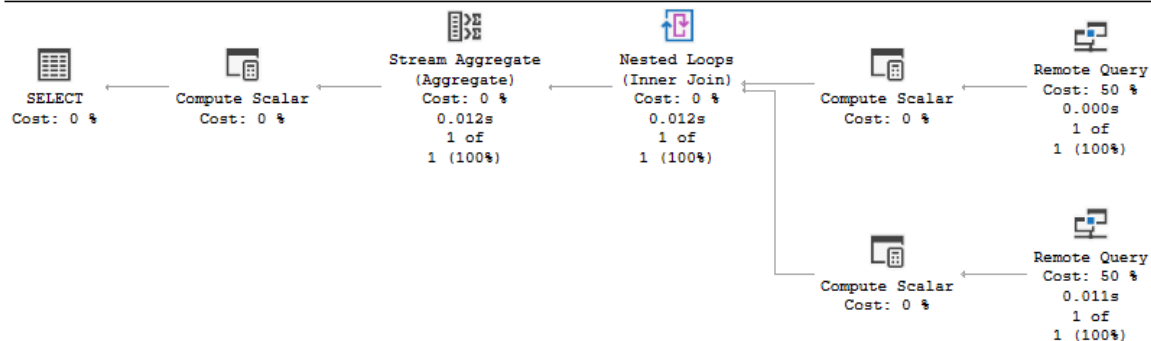 SELECT
Cost: 0 %
Compute Scalar
Cost: 0 %
Stream Aggregate
(Aggregate)
Cost: 0 %
0.012s
1 of
1 (100%)
Nested Loops
(Inner Join)
Cost: 0 %
0.012s
1 of
1 (100%)
Compute Scalar
Cost: 0 %
Remote Query
Cost: 50 %
0.000s
1 of
1 (100%)
Compute Scalar
Cost: 0 %
Remote Query
Cost: 50 %
0.011s
1 of
1 (100%)